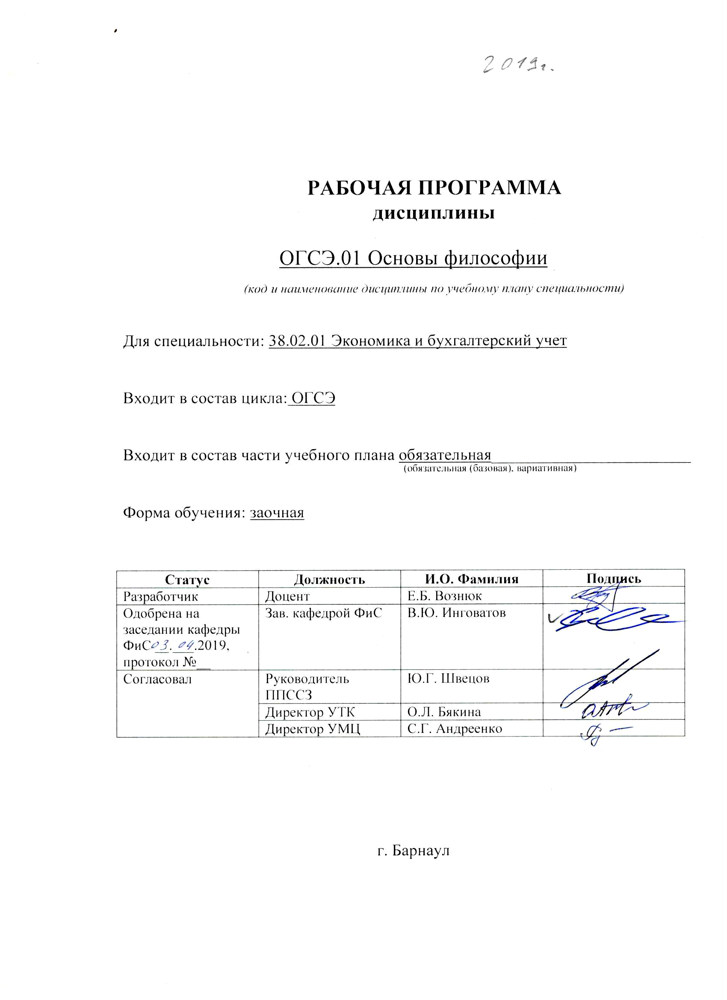 2019г.
РАБОЧАЯ ПРОГРАММА
дисциплины
ОГСЭ.01 Основы философии
(код и наименование дисциплины по учебному плану специальности)
Для специальности: 38.02.01 Экономика и бухгалтерский учет
Входит в состав цикла: ОГСЭ
Входит в состав части учебного плана обязательная
(обязательная (базовая), вариативная)
Форма обучения: заочная
Статус Должность И.О. Фамилия Подпись
Разработчик Доцент Е.Б. Вознюк
Одобрена на Зав. кафедрой ФиС В.Ю. Инговатов
заседании кафедры
ФиС 03.04.2019,
протокол №__
Согласовал Руководитель Ю.Г. Швецов
ППССЗ
Директор УТК О.Л. Бякина
Директор УМЦ С.Г. Андреенко
г. Барнаул